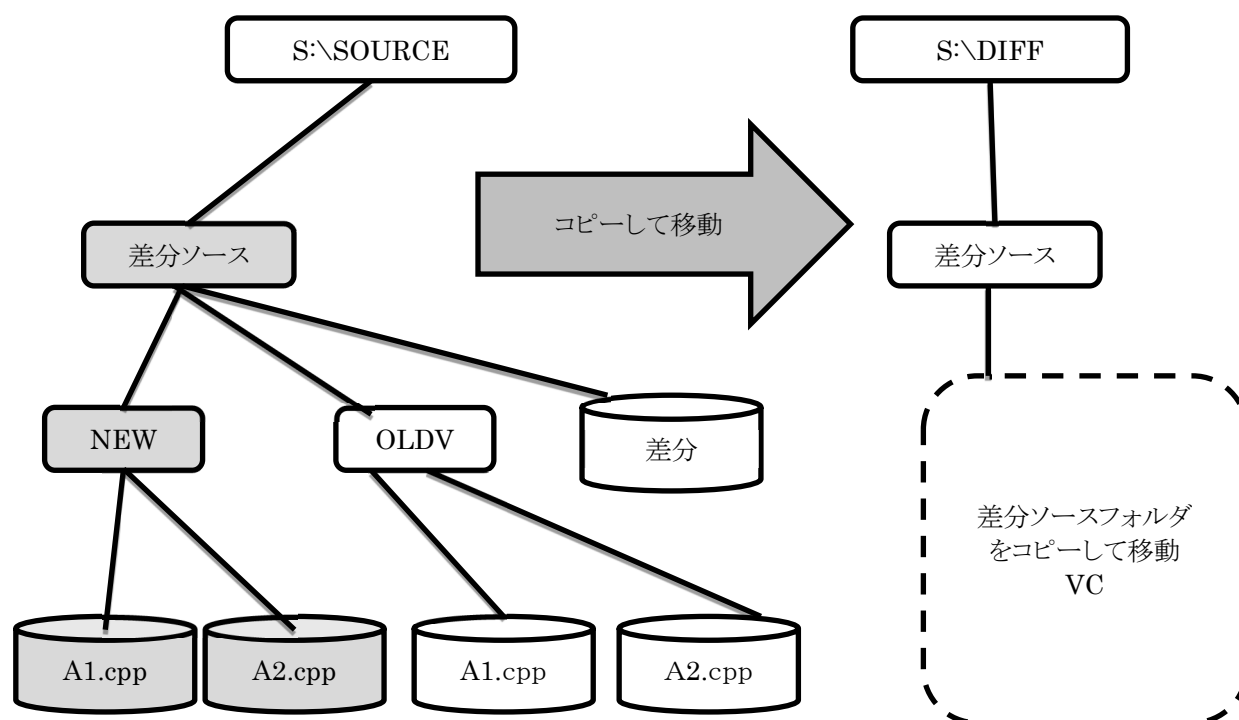 S:\SOURCE
S:\DIFF
コピーして移動
差分ソース
差分ソース
NEW
OLDV
差分
差分ソースフォルダ
をコピーして移動
VC
A1.cpp
A2.cpp
A1.cpp
A2.cpp